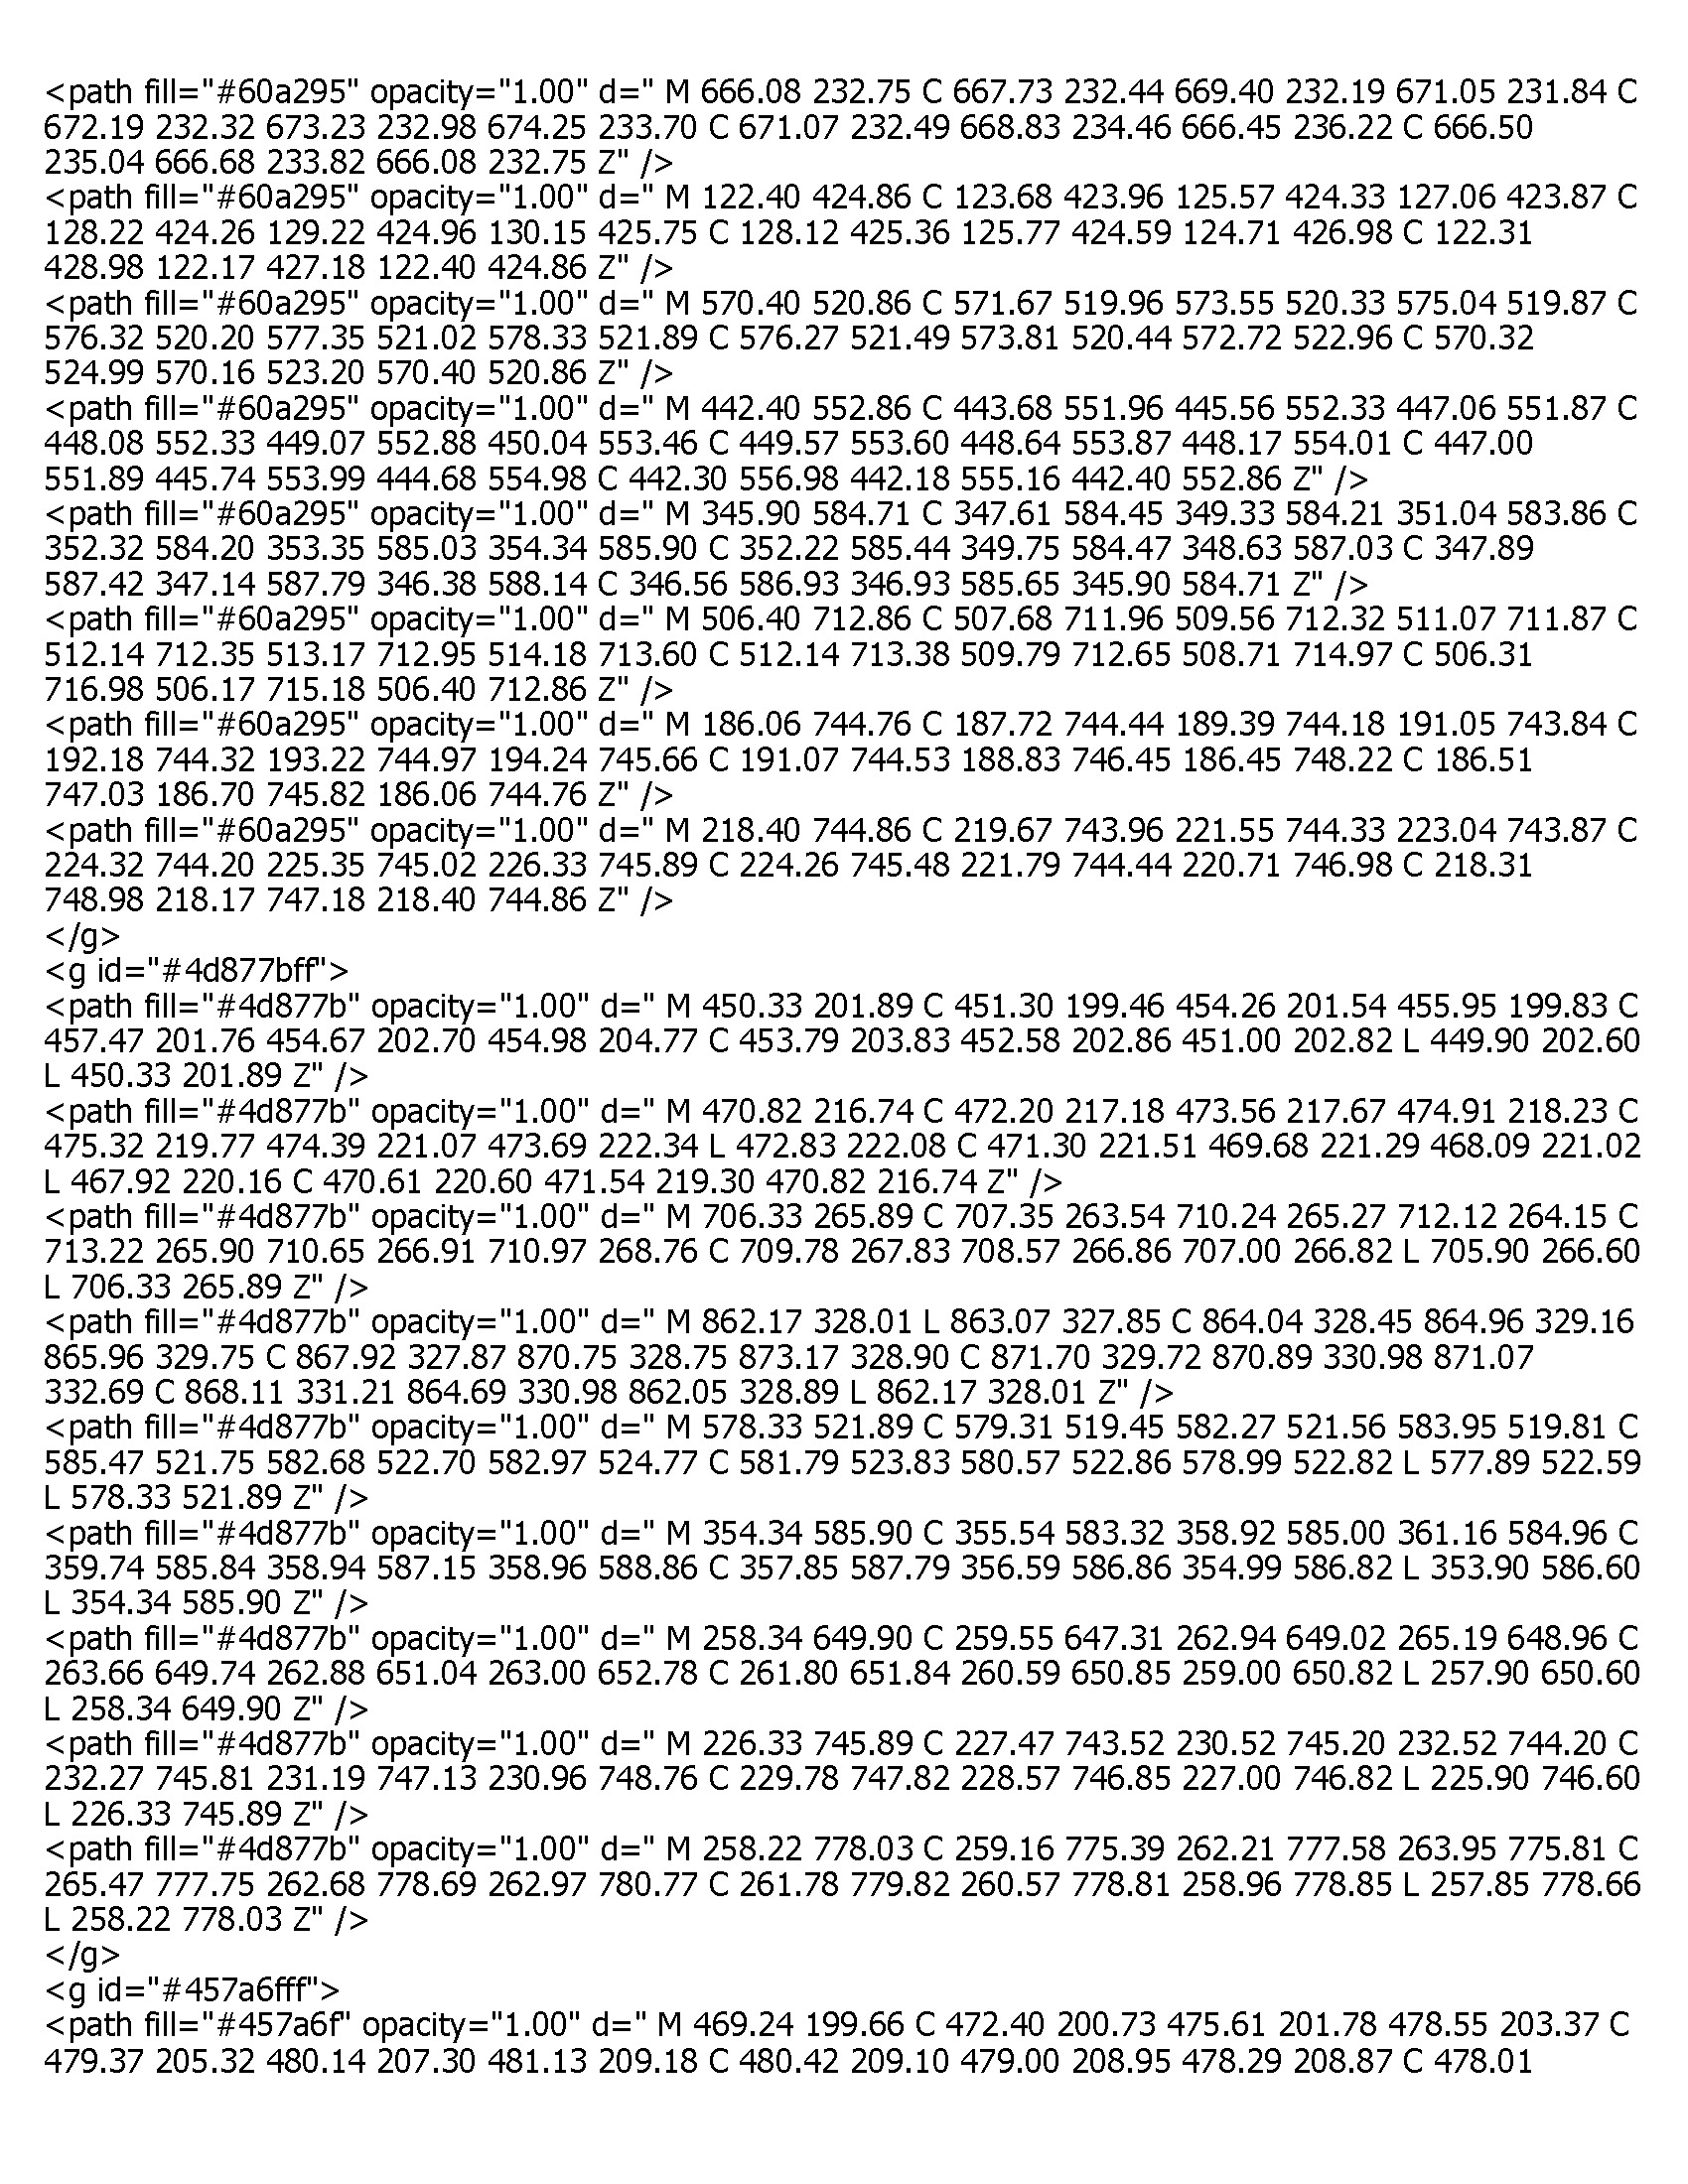 <path fill="#60a295" opacity="1.00" d=" M 666.08 232.75 C 667.73 232.44 669.40 232.19 671.05 231.84 C
672.19 232.32 673.23 232.98 674.25 233.70 C 671.07 232.49 668.83 234.46 666.45 236.22 C 666.50
235.04 666.68 233.82 666.08 232.75 Z" />
<path fill="#60a295" opacity="1.00" d=" M 122.40 424.86 C 123.68 423.96 125.57 424.33 127.06 423.87 C
128.22 424.26 129.22 424.96 130.15 425.75 C 128.12 425.36 125.77 424.59 124.71 426.98 C 122.31
428.98 122.17 427.18 122.40 424.86 Z" />
<path fill="#60a295" opacity="1.00" d=" M 570.40 520.86 C 571.67 519.96 573.55 520.33 575.04 519.87 C
576.32 520.20 577.35 521.02 578.33 521.89 C 576.27 521.49 573.81 520.44 572.72 522.96 C 570.32
524.99 570.16 523.20 570.40 520.86 Z" />
<path fill="#60a295" opacity="1.00" d=" M 442.40 552.86 C 443.68 551.96 445.56 552.33 447.06 551.87 C
448.08 552.33 449.07 552.88 450.04 553.46 C 449.57 553.60 448.64 553.87 448.17 554.01 C 447.00
551.89 445.74 553.99 444.68 554.98 C 442.30 556.98 442.18 555.16 442.40 552.86 Z" />
<path fill="#60a295" opacity="1.00" d=" M 345.90 584.71 C 347.61 584.45 349.33 584.21 351.04 583.86 C
352.32 584.20 353.35 585.03 354.34 585.90 C 352.22 585.44 349.75 584.47 348.63 587.03 C 347.89
587.42 347.14 587.79 346.38 588.14 C 346.56 586.93 346.93 585.65 345.90 584.71 Z" />
<path fill="#60a295" opacity="1.00" d=" M 506.40 712.86 C 507.68 711.96 509.56 712.32 511.07 711.87 C
512.14 712.35 513.17 712.95 514.18 713.60 C 512.14 713.38 509.79 712.65 508.71 714.97 C 506.31
716.98 506.17 715.18 506.40 712.86 Z" />
<path fill="#60a295" opacity="1.00" d=" M 186.06 744.76 C 187.72 744.44 189.39 744.18 191.05 743.84 C
192.18 744.32 193.22 744.97 194.24 745.66 C 191.07 744.53 188.83 746.45 186.45 748.22 C 186.51
747.03 186.70 745.82 186.06 744.76 Z" />
<path fill="#60a295" opacity="1.00" d=" M 218.40 744.86 C 219.67 743.96 221.55 744.33 223.04 743.87 C
224.32 744.20 225.35 745.02 226.33 745.89 C 224.26 745.48 221.79 744.44 220.71 746.98 C 218.31
748.98 218.17 747.18 218.40 744.86 Z" />
</g>
<g id="#4d877bff">
<path fill="#4d877b" opacity="1.00" d=" M 450.33 201.89 C 451.30 199.46 454.26 201.54 455.95 199.83 C
457.47 201.76 454.67 202.70 454.98 204.77 C 453.79 203.83 452.58 202.86 451.00 202.82 L 449.90 202.60
L 450.33 201.89 Z" />
<path fill="#4d877b" opacity="1.00" d=" M 470.82 216.74 C 472.20 217.18 473.56 217.67 474.91 218.23 C
475.32 219.77 474.39 221.07 473.69 222.34 L 472.83 222.08 C 471.30 221.51 469.68 221.29 468.09 221.02
L 467.92 220.16 C 470.61 220.60 471.54 219.30 470.82 216.74 Z" />
<path fill="#4d877b" opacity="1.00" d=" M 706.33 265.89 C 707.35 263.54 710.24 265.27 712.12 264.15 C
713.22 265.90 710.65 266.91 710.97 268.76 C 709.78 267.83 708.57 266.86 707.00 266.82 L 705.90 266.60
L 706.33 265.89 Z" />
<path fill="#4d877b" opacity="1.00" d=" M 862.17 328.01 L 863.07 327.85 C 864.04 328.45 864.96 329.16
865.96 329.75 C 867.92 327.87 870.75 328.75 873.17 328.90 C 871.70 329.72 870.89 330.98 871.07
332.69 C 868.11 331.21 864.69 330.98 862.05 328.89 L 862.17 328.01 Z" />
<path fill="#4d877b" opacity="1.00" d=" M 578.33 521.89 C 579.31 519.45 582.27 521.56 583.95 519.81 C
585.47 521.75 582.68 522.70 582.97 524.77 C 581.79 523.83 580.57 522.86 578.99 522.82 L 577.89 522.59
L 578.33 521.89 Z" />
<path fill="#4d877b" opacity="1.00" d=" M 354.34 585.90 C 355.54 583.32 358.92 585.00 361.16 584.96 C
359.74 585.84 358.94 587.15 358.96 588.86 C 357.85 587.79 356.59 586.86 354.99 586.82 L 353.90 586.60
L 354.34 585.90 Z" />
<path fill="#4d877b" opacity="1.00" d=" M 258.34 649.90 C 259.55 647.31 262.94 649.02 265.19 648.96 C
263.66 649.74 262.88 651.04 263.00 652.78 C 261.80 651.84 260.59 650.85 259.00 650.82 L 257.90 650.60
L 258.34 649.90 Z" />
<path fill="#4d877b" opacity="1.00" d=" M 226.33 745.89 C 227.47 743.52 230.52 745.20 232.52 744.20 C
232.27 745.81 231.19 747.13 230.96 748.76 C 229.78 747.82 228.57 746.85 227.00 746.82 L 225.90 746.60
L 226.33 745.89 Z" />
<path fill="#4d877b" opacity="1.00" d=" M 258.22 778.03 C 259.16 775.39 262.21 777.58 263.95 775.81 C
265.47 777.75 262.68 778.69 262.97 780.77 C 261.78 779.82 260.57 778.81 258.96 778.85 L 257.85 778.66
L 258.22 778.03 Z" />
</g>
<g id="#457a6fff">
<path fill="#457a6f" opacity="1.00" d=" M 469.24 199.66 C 472.40 200.73 475.61 201.78 478.55 203.37 C
479.37 205.32 480.14 207.30 481.13 209.18 C 480.42 209.10 479.00 208.95 478.29 208.87 C 478.01